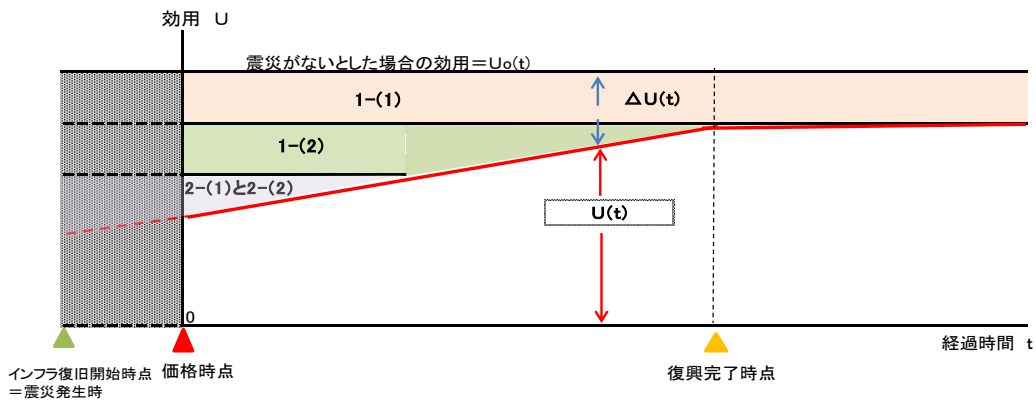 効用 U
震災がないとした場合の効用=Uo(t)
1-(1)
ΔU(t)
1-(2)
2-(1)と2-(2)
U(t)
0
経過時間 t
インフラ復旧開始時点
=震災発生時
価格時点
復興完了時点